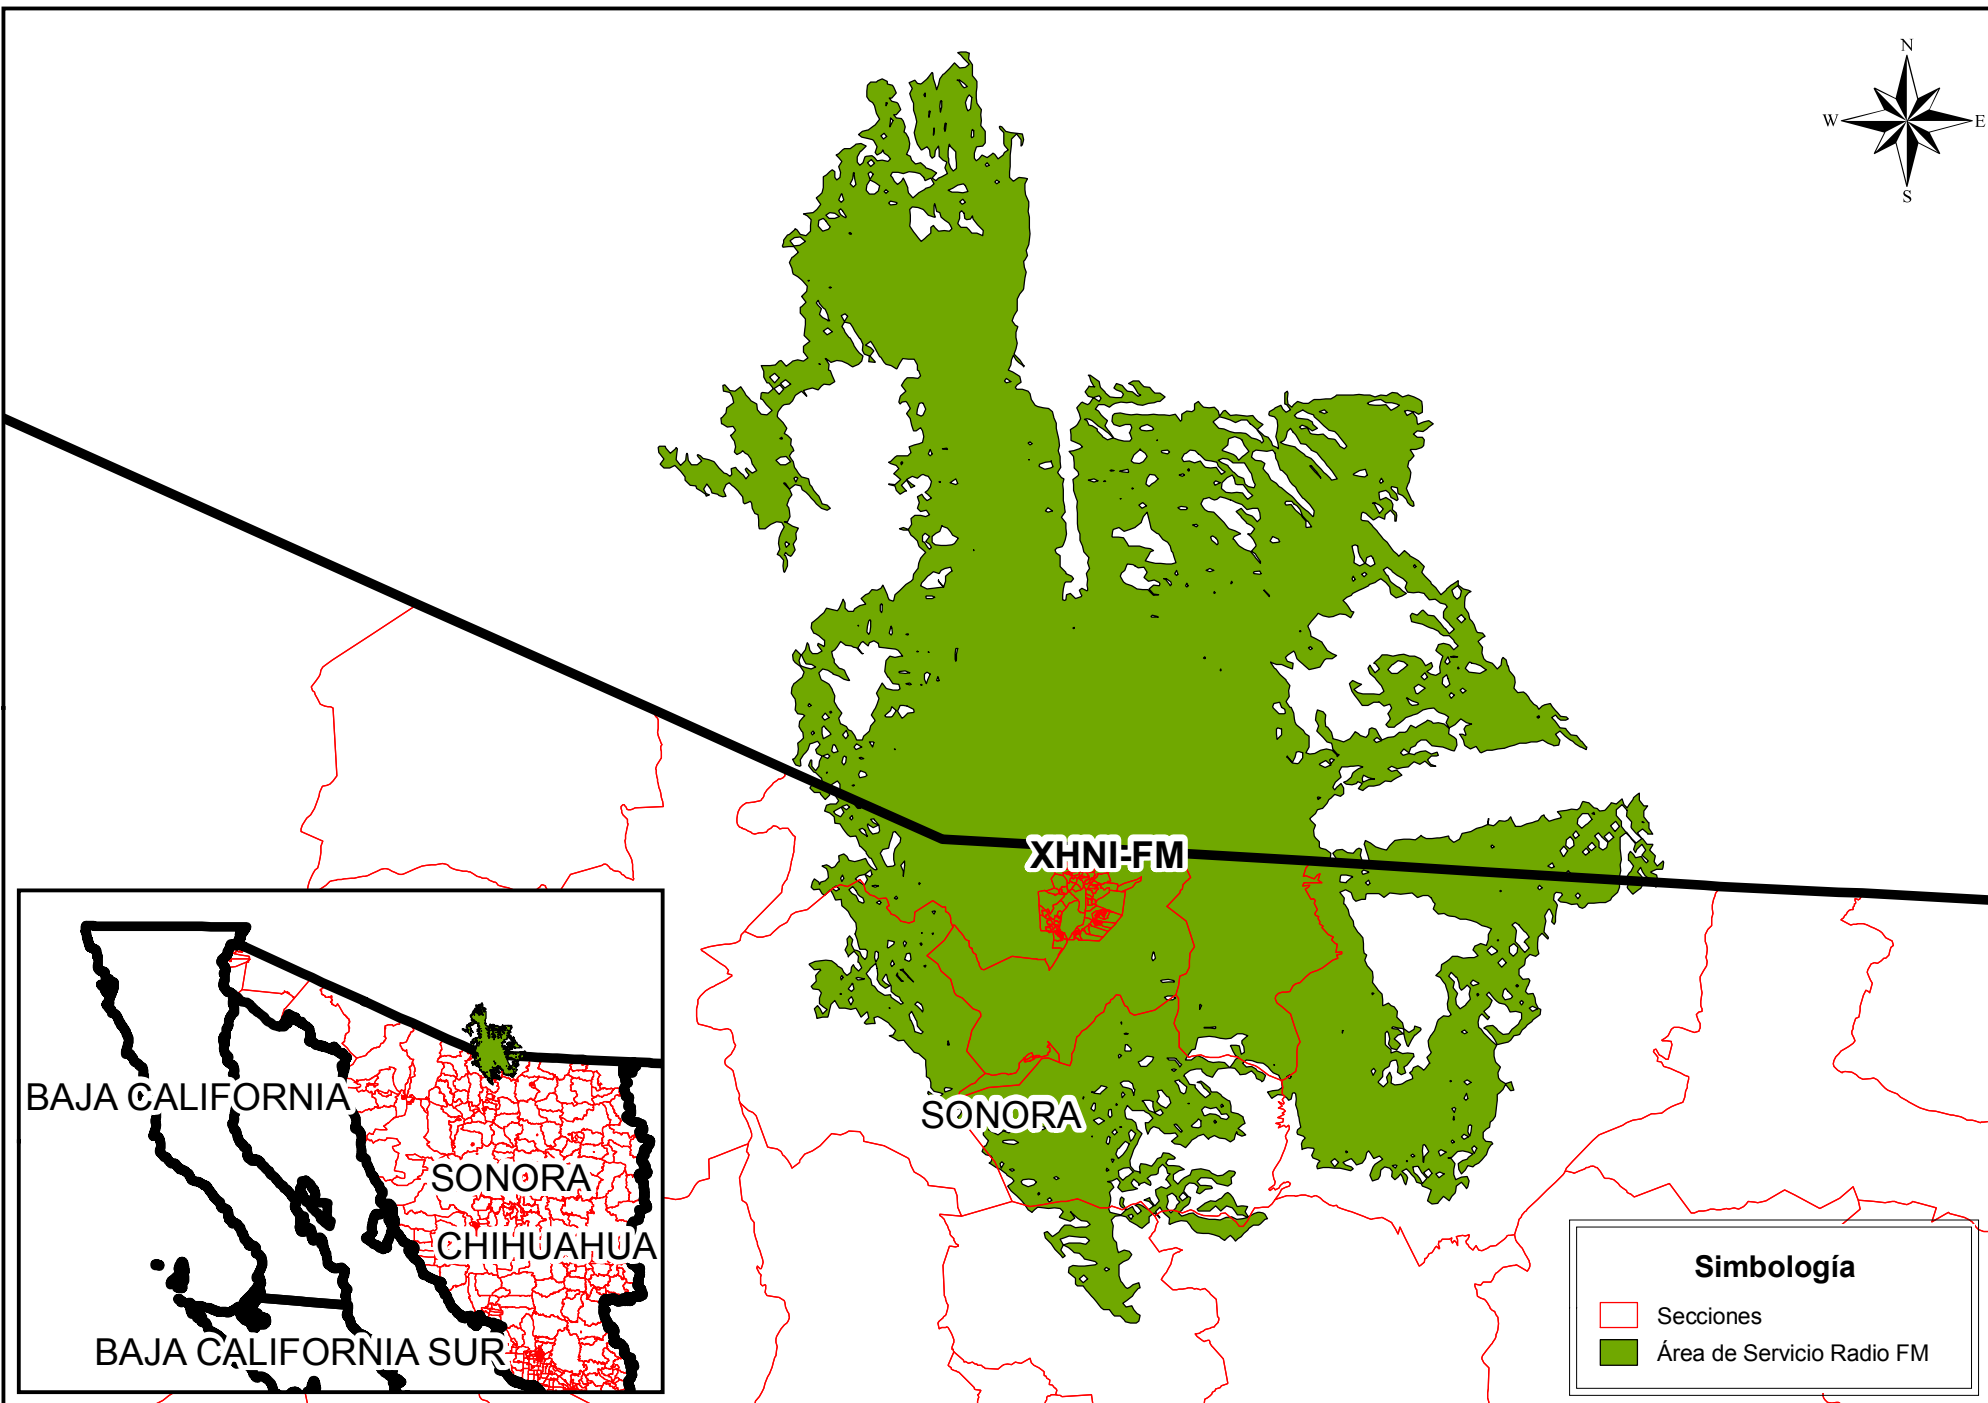 N
W E
S
XHNI-FM
SONORA
BAJA CALIFORNIA
SONORA
CHIHUAHUA
BAJA CALIFORNIA SUR
Simbología
Secciones
Área de Servicio Radio FM